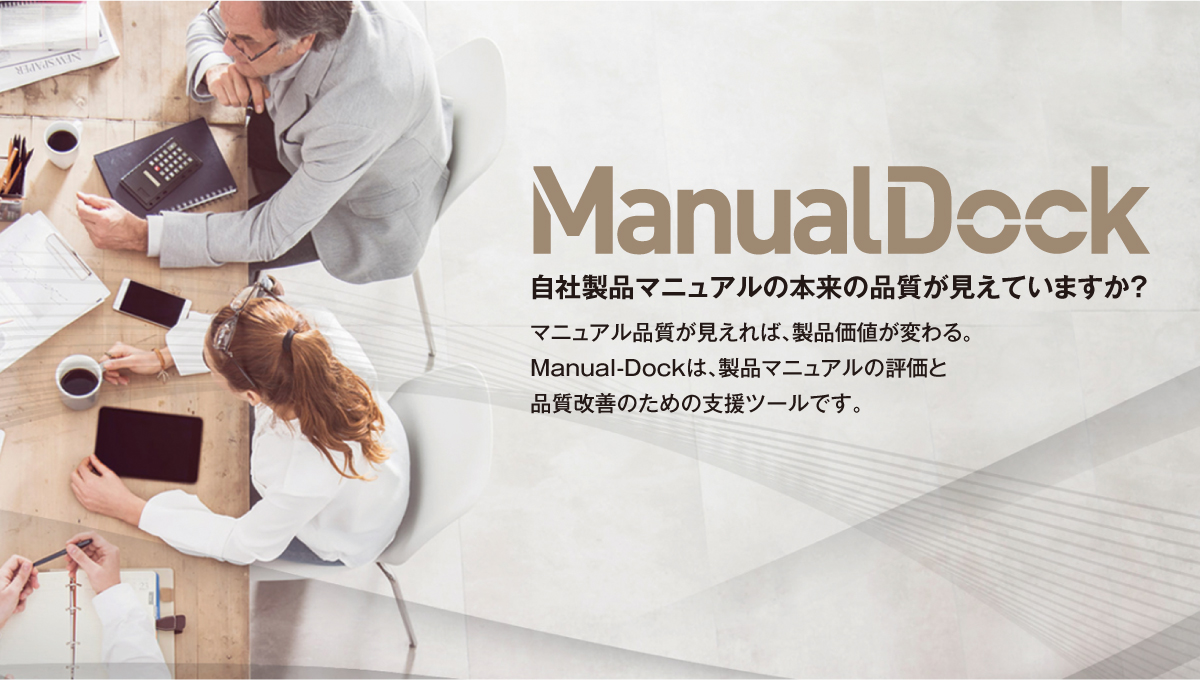 NEWSPAPER
ManualDock
自社製品マニュアルの本来の品質が見えていますか?
マニュアル品質が見えれば、製品価値が変わる。
Manual-Dockは、製品マニュアルの評価と
品質改善のための支援ツールです。